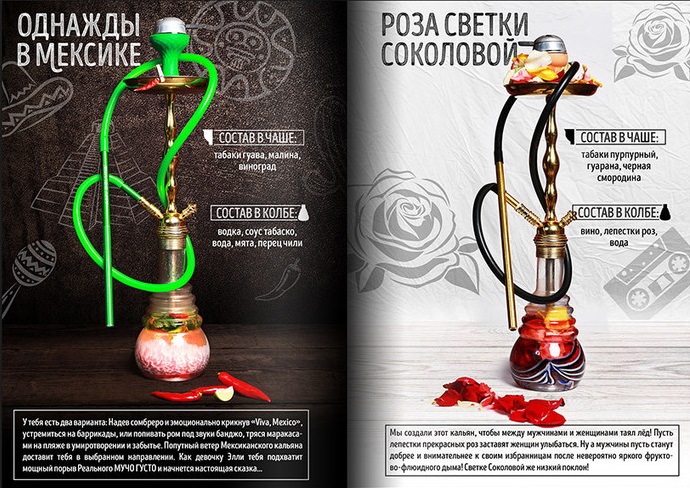 ОДНАЖДЫ
В МЕКСИКЕ
СОСТАВ В ЧАШЕ:
табаки гуава, малина,
виноград
СОСТАВ В КОЛБЕ:
водка, соус табаско,
вода, мята, перец чили
У тебя есть два варианта: Надев сомбреро и эмоционально крикнув «Viva, Mexico»,
устремиться на баррикады, или попивать ром под звуки банджо, тряся маракаса-
ми на пляже в умиротворении и забытье. Попутный ветер Мексиканского кальяна
доставит тебя в выбранном направлении. Как девочку Элли тебя подхватит
мощный порыв Реального МУЧО ГУСТО и начнется настоящая сказка...
РОЗА СВЕТКИ
СОКОЛОВОЙ
СОСТАВ В ЧАШЕ:
табаки пурпурный,
гуарана, черная
смородина
СОСТАВ В КОЛБЕ:
вино, лепестки роз,
вода
Мы создали этот кальян, чтобы между мужчинами и женщинами таял лёд! Пусть
лепестки прекрасных роз заставят женщин улыбаться. Ну а мужчины пусть станут
добрее и внимательнее к своим избранницам после невероятно яркого фрукто-
во-флюидного дыма! Светке Соколовой же низкий поклон!